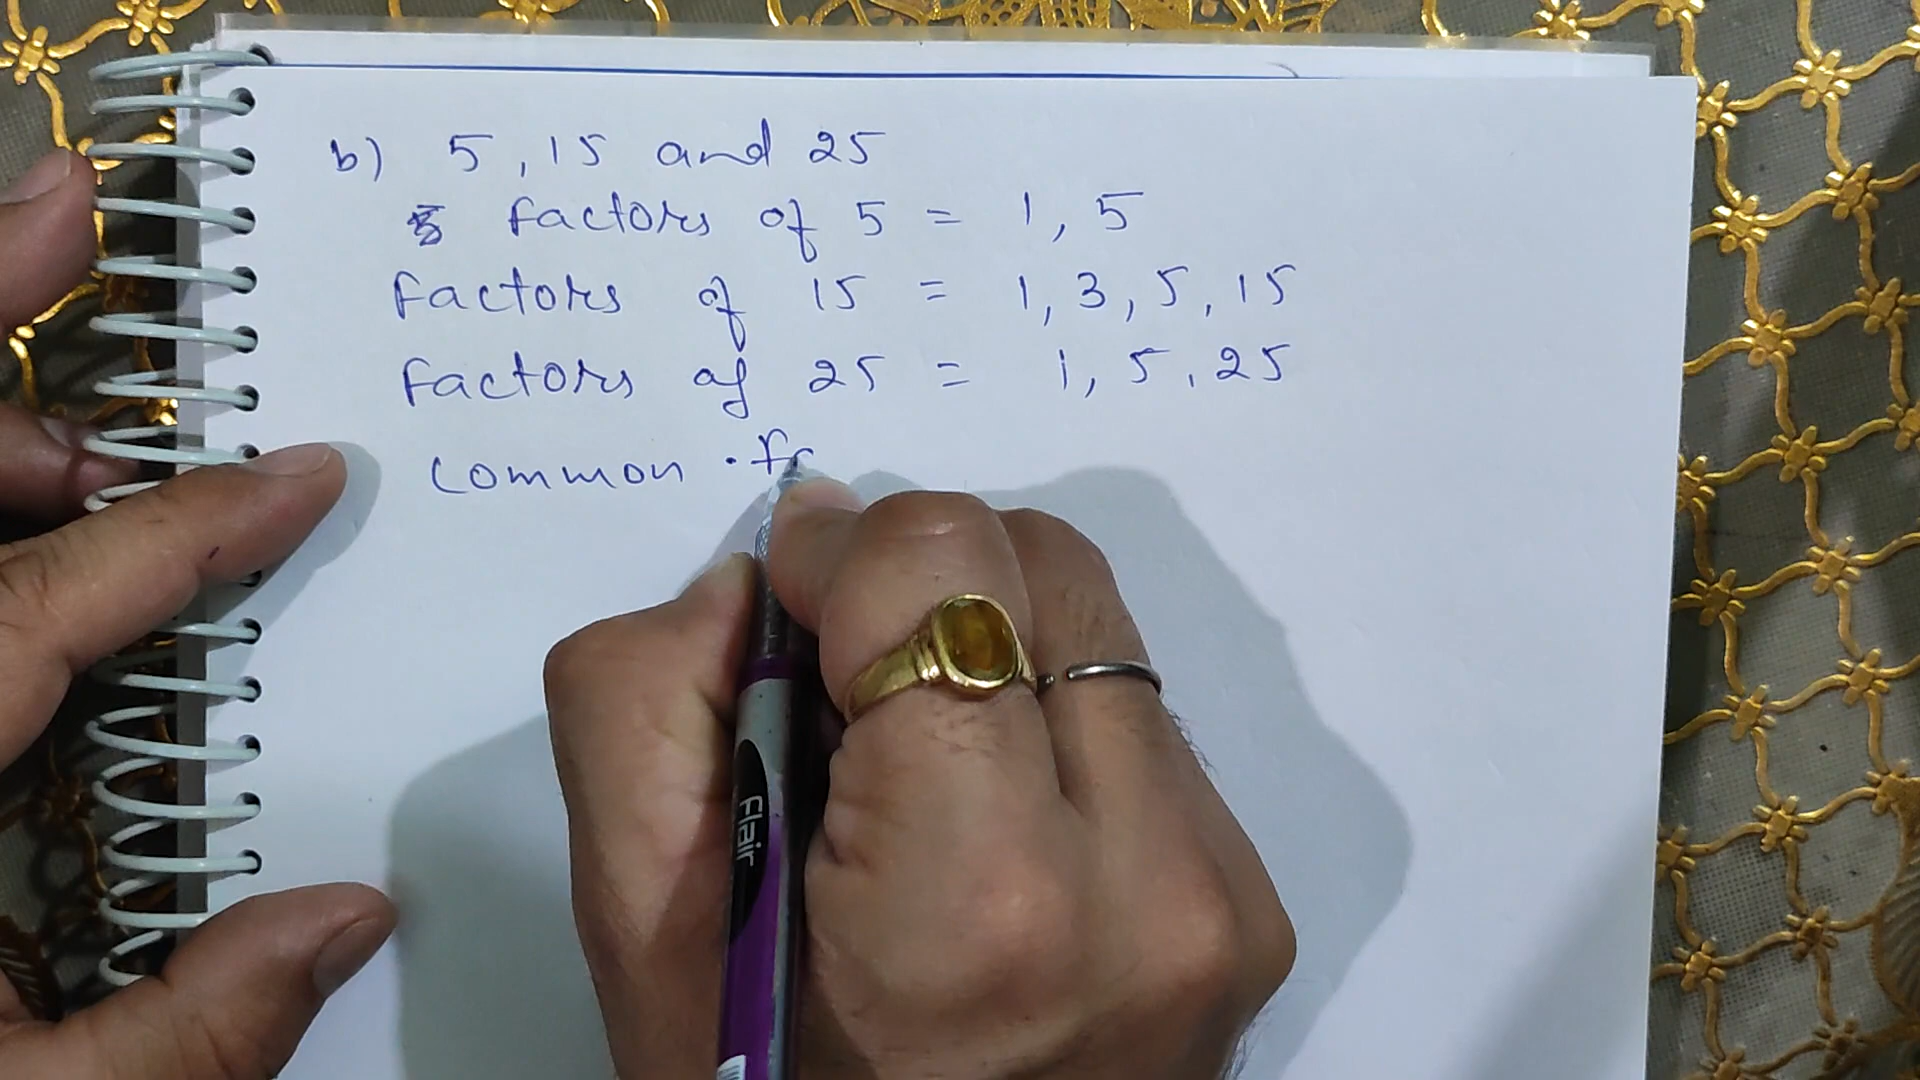 b) 5, 15 and 25
factors of 5 = 1, 5
factors of 15 = 1, 3, 5, 15
factors of 25 = 1, 5, 25
common fa
Flair